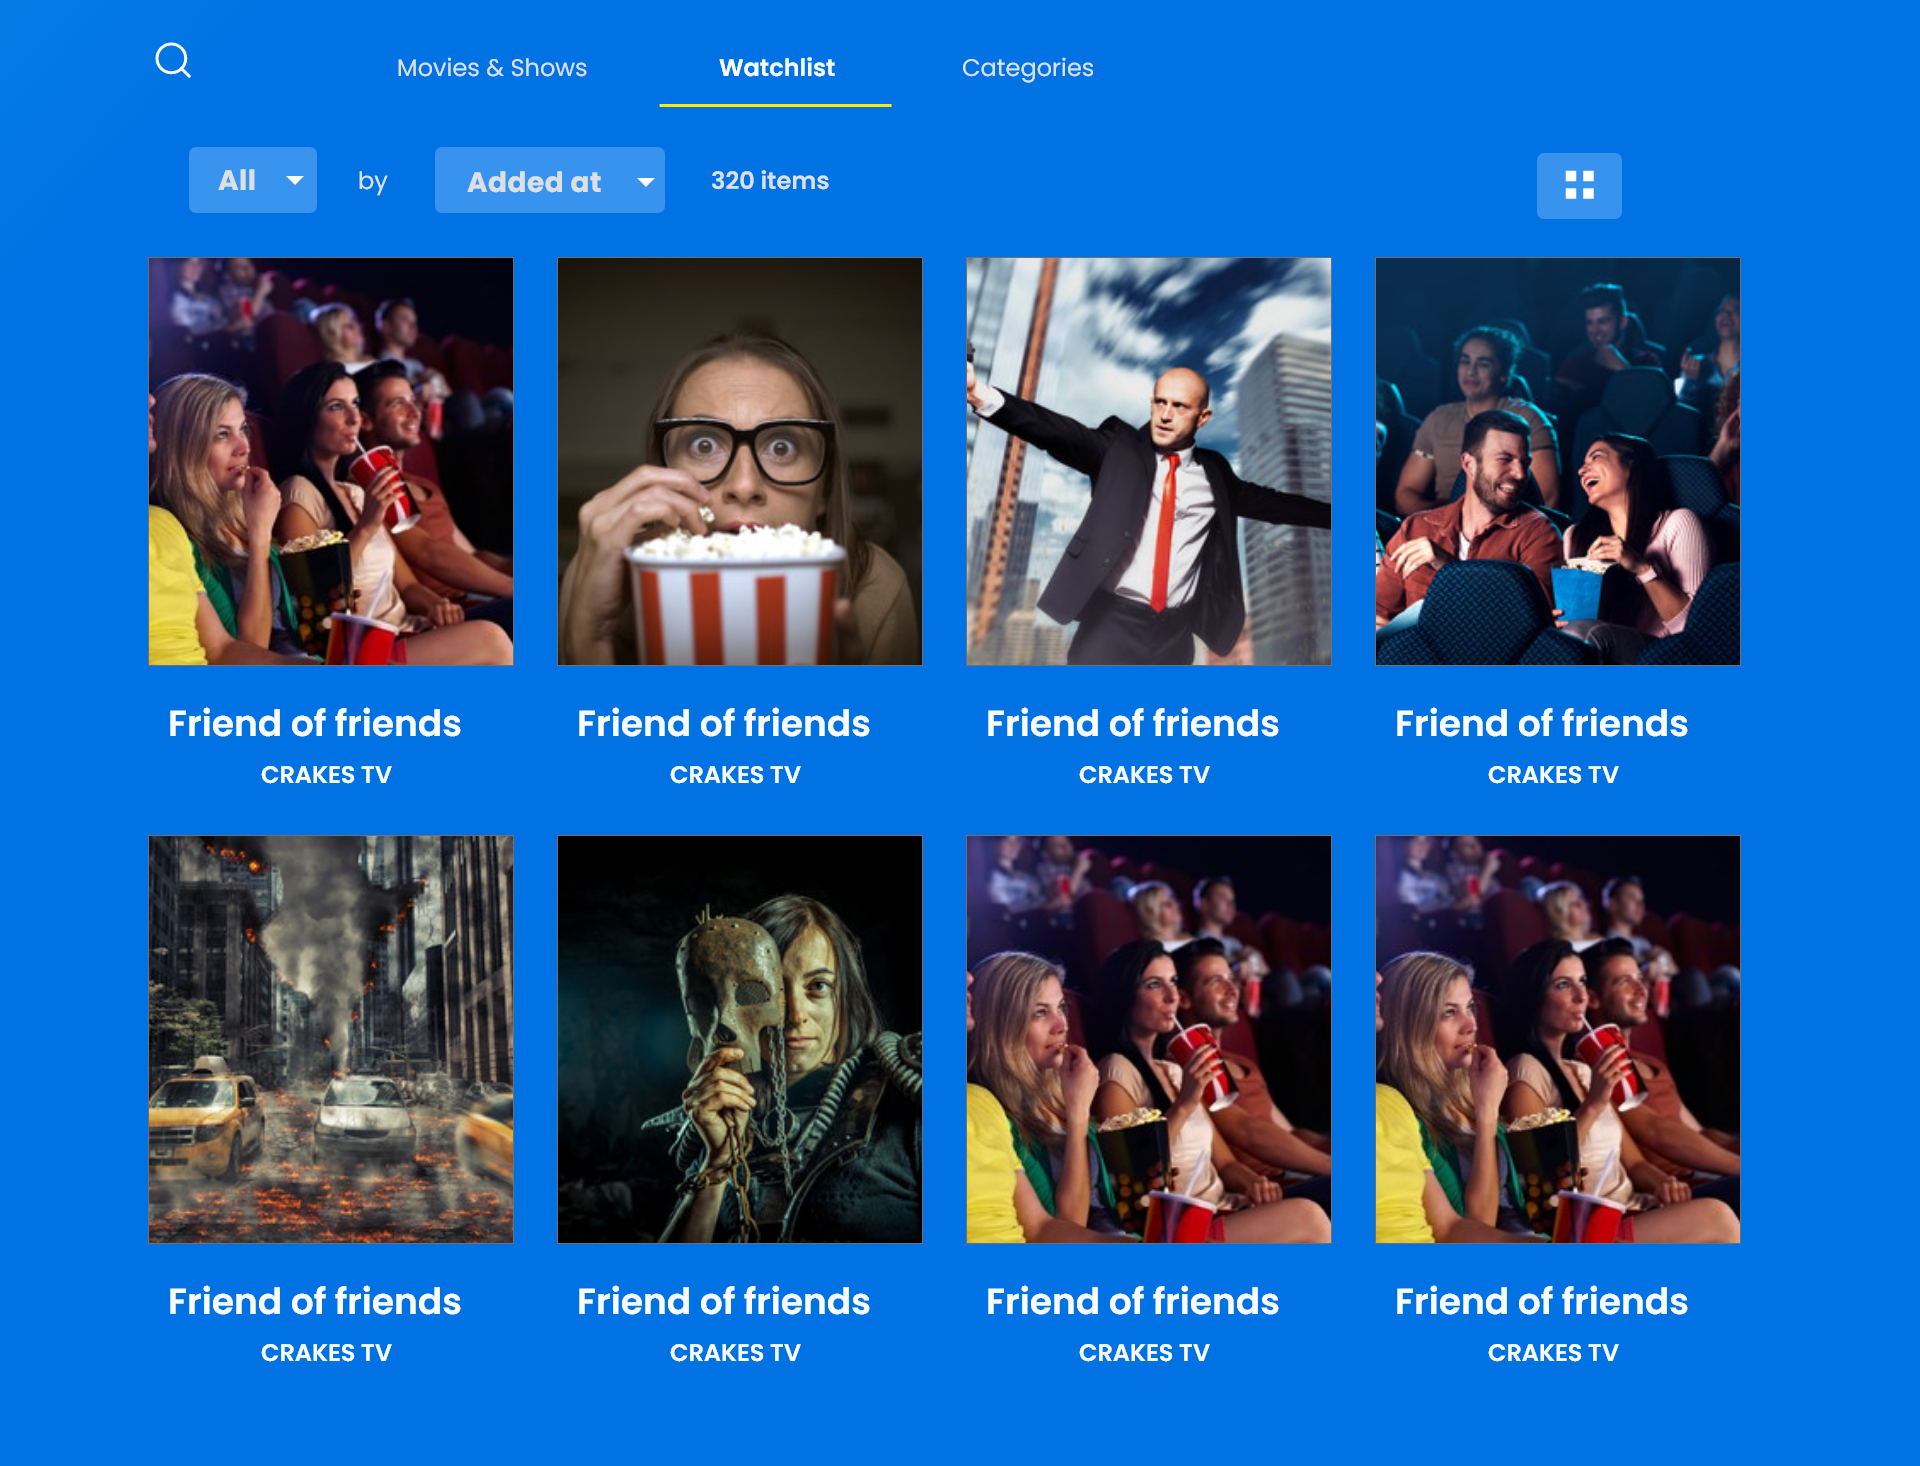 Movies & Shows Watchlist Categories
All by Added at 320 items
Friend of friends Friend of friends Friend of friends Friend of friends
CRAKES TV CRAKES TV CRAKES TV CRAKES TV
Friend of friends Friend of friends Friend of friends Friend of friends
CRAKES TV CRAKES TV CRAKES TV CRAKES TV